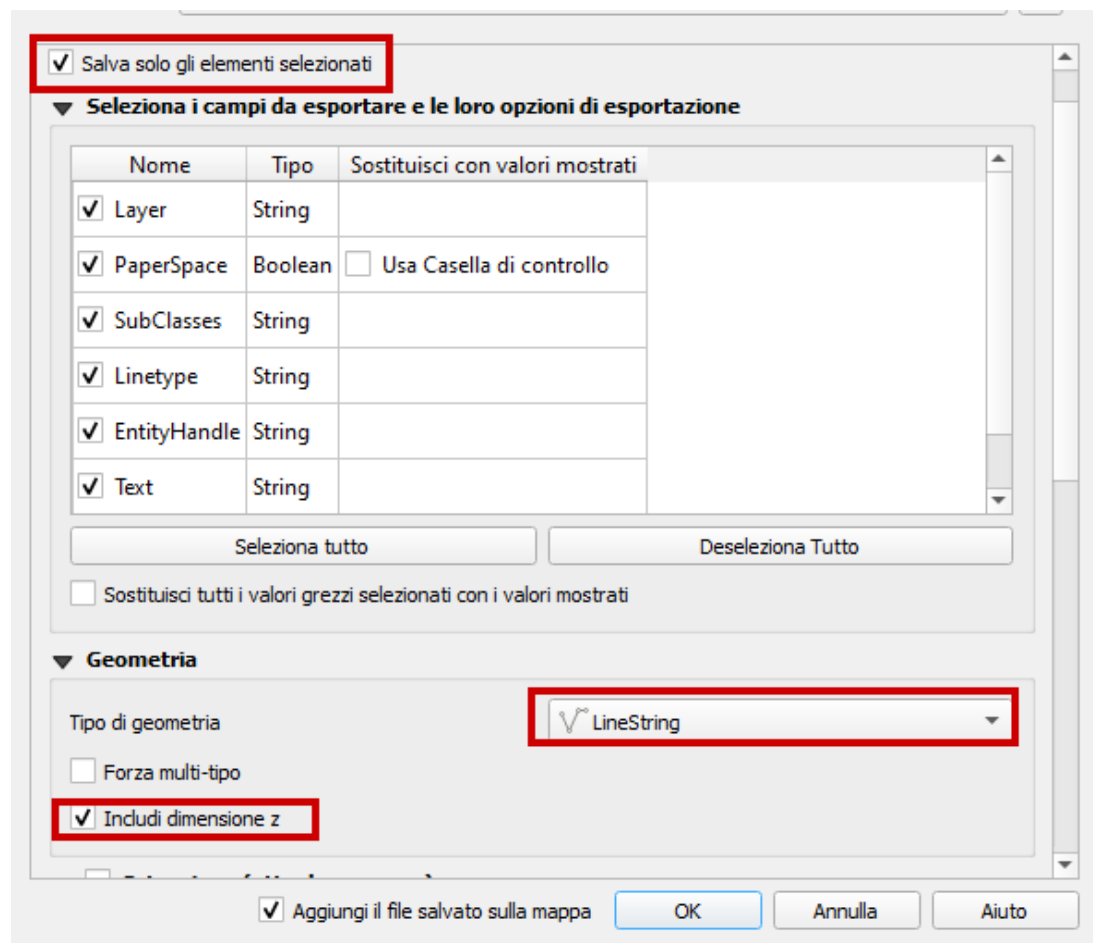 Salva solo gli elementi selezionati
Seleziona i campi da esportare e le loro opzioni di esportazione
Nome Tipo Sostituisci con valori mostrati
Layer String
PaperSpace Boolean Usa Casella di controllo
SubClasses String
Linetype String
EntityHandle String
Text String
Seleziona tutto Deseleziona Tutto
Sostituisci tutti i valori grezzi selezionati con i valori mostrati
Geometria
Tipo di geometria LineString
Forza multi-tipo
Includi dimensione z
Aggiungi il file salvato sulla mappa OK Annulla Aiuto